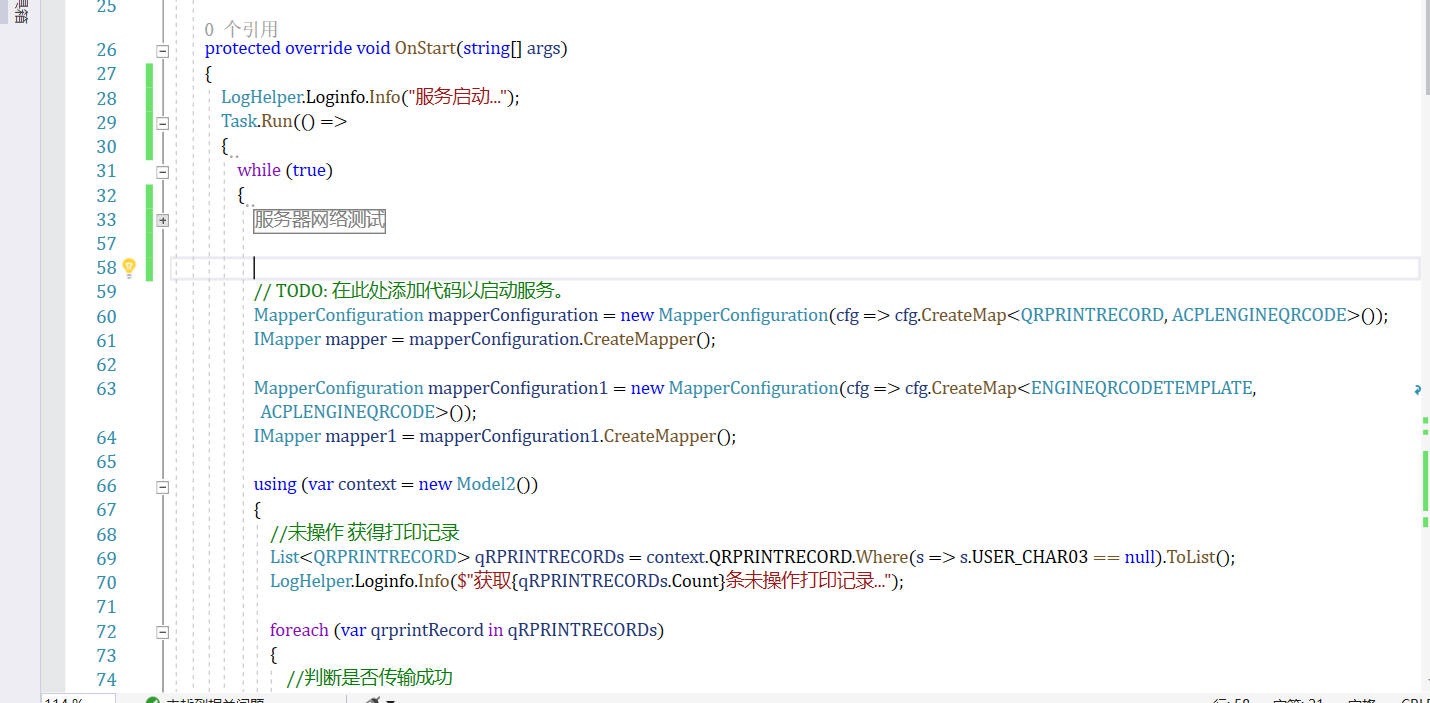 具箱
25
0 个引用
26 protected override void OnStart(string[] args)
27 {
28 LogHelper.Loginfo.Info("服务启动...");
29 Task.Run(() =>
30 {
31 while (true)
32 {
33 服务器网络测试
57
58
59 // TODO: 在此处添加代码以启动服务。
60 MapperConfiguration mapperConfiguration = new MapperConfiguration(cfg => cfg.CreateMap<QRPRINTRECORD, ACPLENGINEQRCODE>());
61 IMapper mapper = mapperConfiguration.CreateMapper();
62
63 MapperConfiguration mapperConfiguration1 = new MapperConfiguration(cfg => cfg.CreateMap<ENGINEQRCODETEMPLATE,
ACPLENGINEQRCODE>());
64 IMapper mapper1 = mapperConfiguration1.CreateMapper();
65
66 using (var context = new Model2())
67 {
68 //未操作 获得打印记录
69 List<QRPRINTRECORD> qRPRINTRECORDs = context.QRPRINTRECORD.Where(s => s.USER_CHAR03 == null).ToList();
70 LogHelper.Loginfo.Info($"获取{qRPRINTRECORDs.Count}条未操作打印记录...");
71
72 foreach (var qrprintRecord in qRPRINTRECORDs)
73 {
74 //判断是否传输成功
114 % 未找到相关问题 行: 58 字符: 21 空格 CRLF